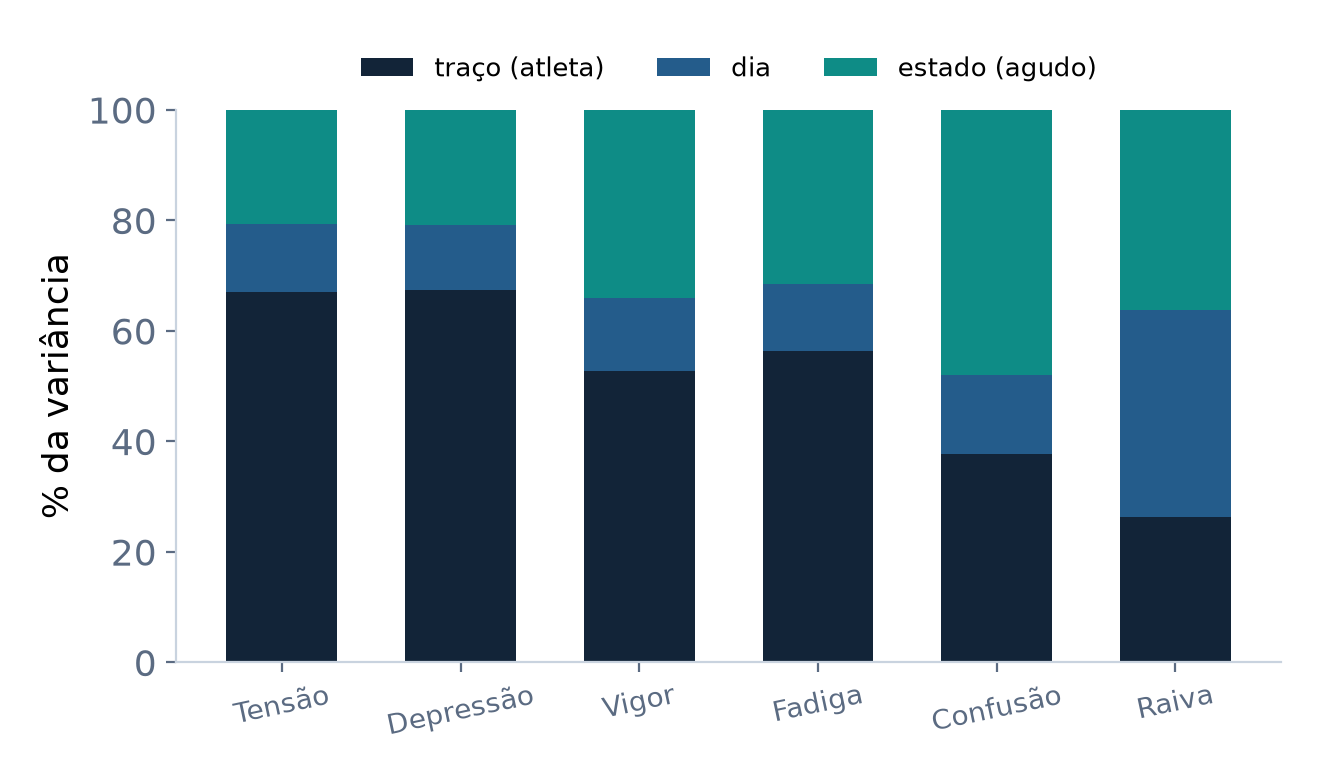 traço (atleta) dia estado (agudo)
100
80
60
40
20
0
% da variância
Tensão Depressão Vigor Fadiga Confusão Raiva